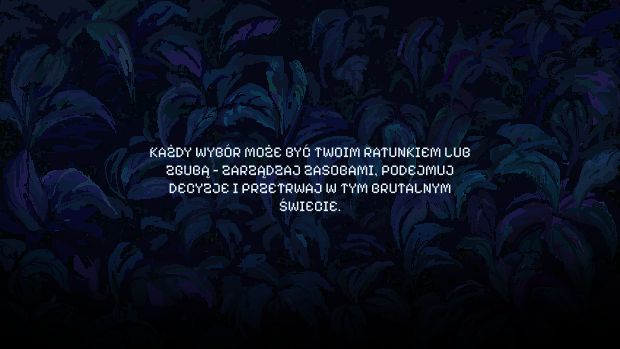 KAŻDY WYBÓR MOŻE BYĆ TWOIM RATUNKIEM LUB
ZGUBĄ - ZARZĄDZAJ ZASOBAMI, PODEJMUJ
DECYZJE I PRZETRWAJ W TYM BRUTALNYM
ŚWIECIE.